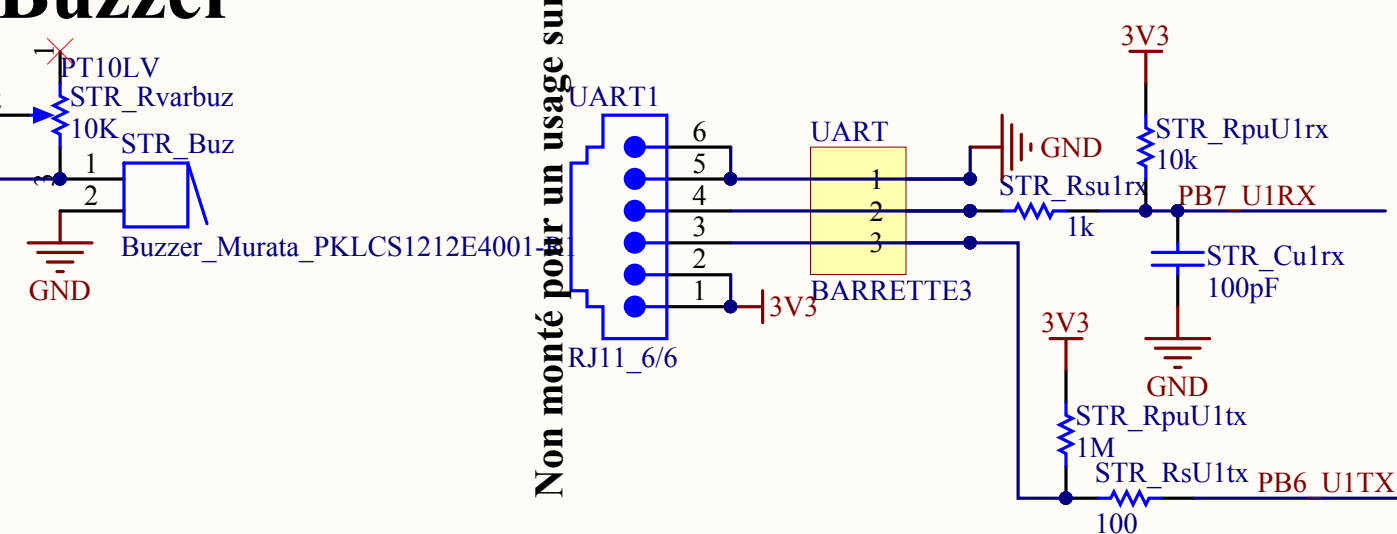 Buzzer
1
PT10LV
STR_Rvarbuz
10K
3
STR_Buz
1
2
Buzzer_Murata_PKLCS1212E4001-R1
GND
Non monté pour un usage sur
UART1
6
5
4
3
2
1
RJ11_6/6
3V3
UART
1
2
3
BARRETTE3
GND
STR_Rsu1rx
1k
3V3
STR_RpuU1rx
10k
PB7_U1RX
STR_Cu1rx
100pF
GND
3V3
STR_RpuU1tx
1M
STR_RsU1tx
100
PB6_U1TX